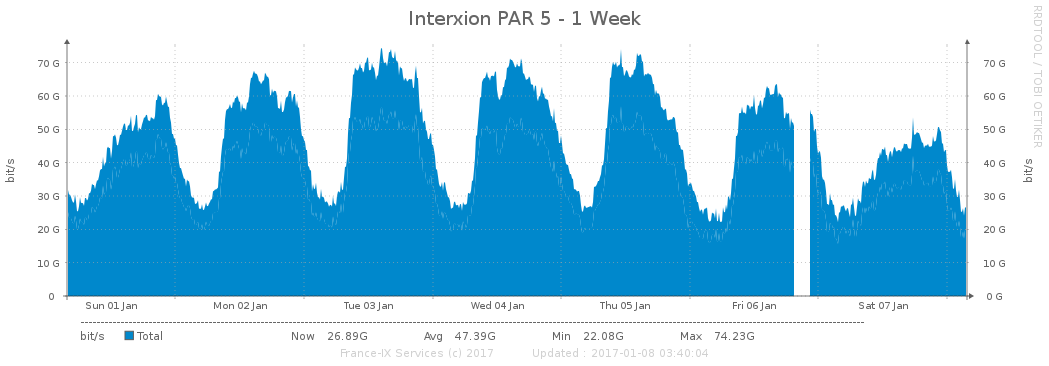 Interxion PAR 5 - 1 Week
RRDTOOL / TOBI OETIKER
bit/s
bit/s
70 G 70 G
60 G 60 G
50 G 50 G
40 G 40 G
30 G 30 G
20 G 20 G
10 G 10 G
0 0 G
Sun 01 Jan Mon 02 Jan Tue 03 Jan Wed 04 Jan Thu 05 Jan Fri 06 Jan Sat 07 Jan
bit/s Total Now 26.89G Avg 47.39G Min 22.08G Max 74.23G
France-IX Services (c) 2017 Updated : 2017-01-08 03:40:04